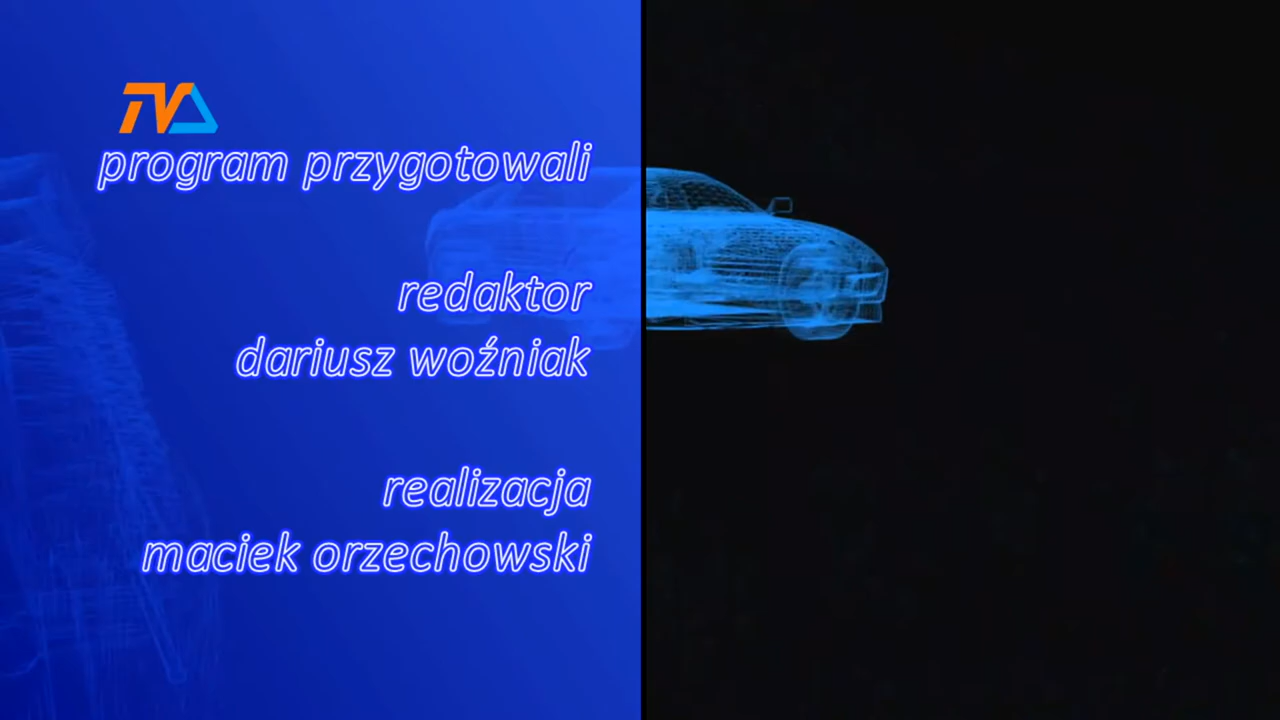 TVA
program przygotowali
redaktor
dariusz woźniak
realizacja
maciek orzechowski